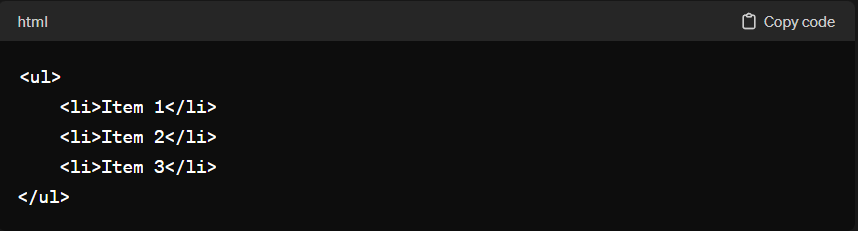 html Copy code
<ul>
    <li>Item 1</li>
    <li>Item 2</li>
    <li>Item 3</li>
</ul>